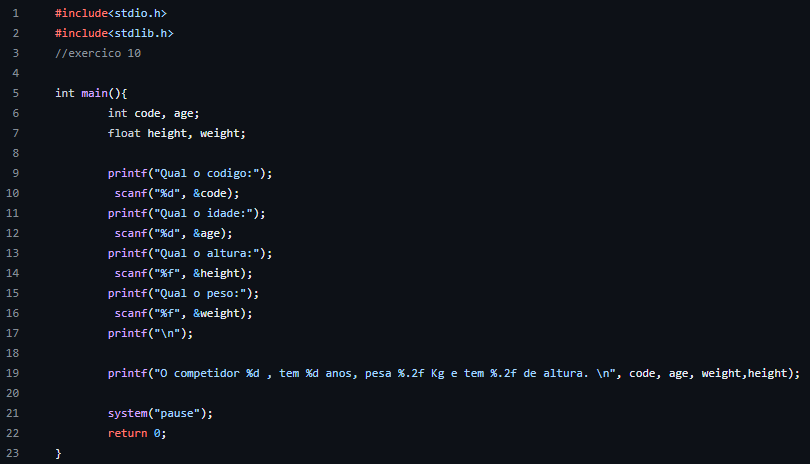 1 #include<stdio.h>
2 #include<stdlib.h>
3 //exercico 10
4
5 int main(){
6 int code, age;
7 float height, weight;
8
9 printf("Qual o codigo:");
10 scanf("%d", &code);
11 printf("Qual o idade:");
12 scanf("%d", &age);
13 printf("Qual o altura:");
14 scanf("%f", &height);
15 printf("Qual o peso:");
16 scanf("%f", &weight);
17 printf("\n");
18
19 printf("O competidor %d , tem %d anos, pesa %.2f Kg e tem %.2f de altura. \n", code, age, weight,height);
20
21 system("pause");
22 return 0;
23 }